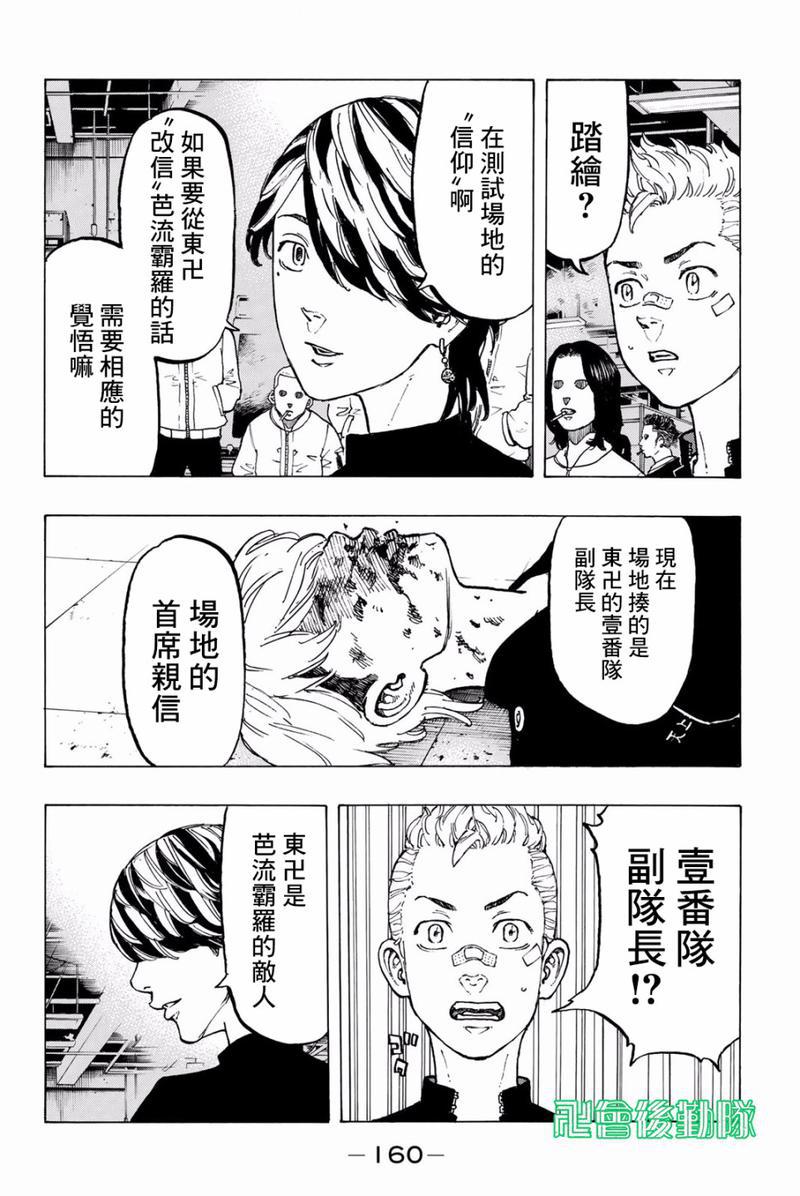 踏繪?
在測試場地的
〝信仰〞啊
如果要從東卍
〝改信〞芭流霸羅的話
需要相應的
覺悟嘛
現在
場地揍的是
東卍的壹番隊
副隊長
場地的
首席親信
壹番隊
副隊長!?
ゴクッ
東卍是
芭流霸羅的敵人
卍會後勤隊
—160—